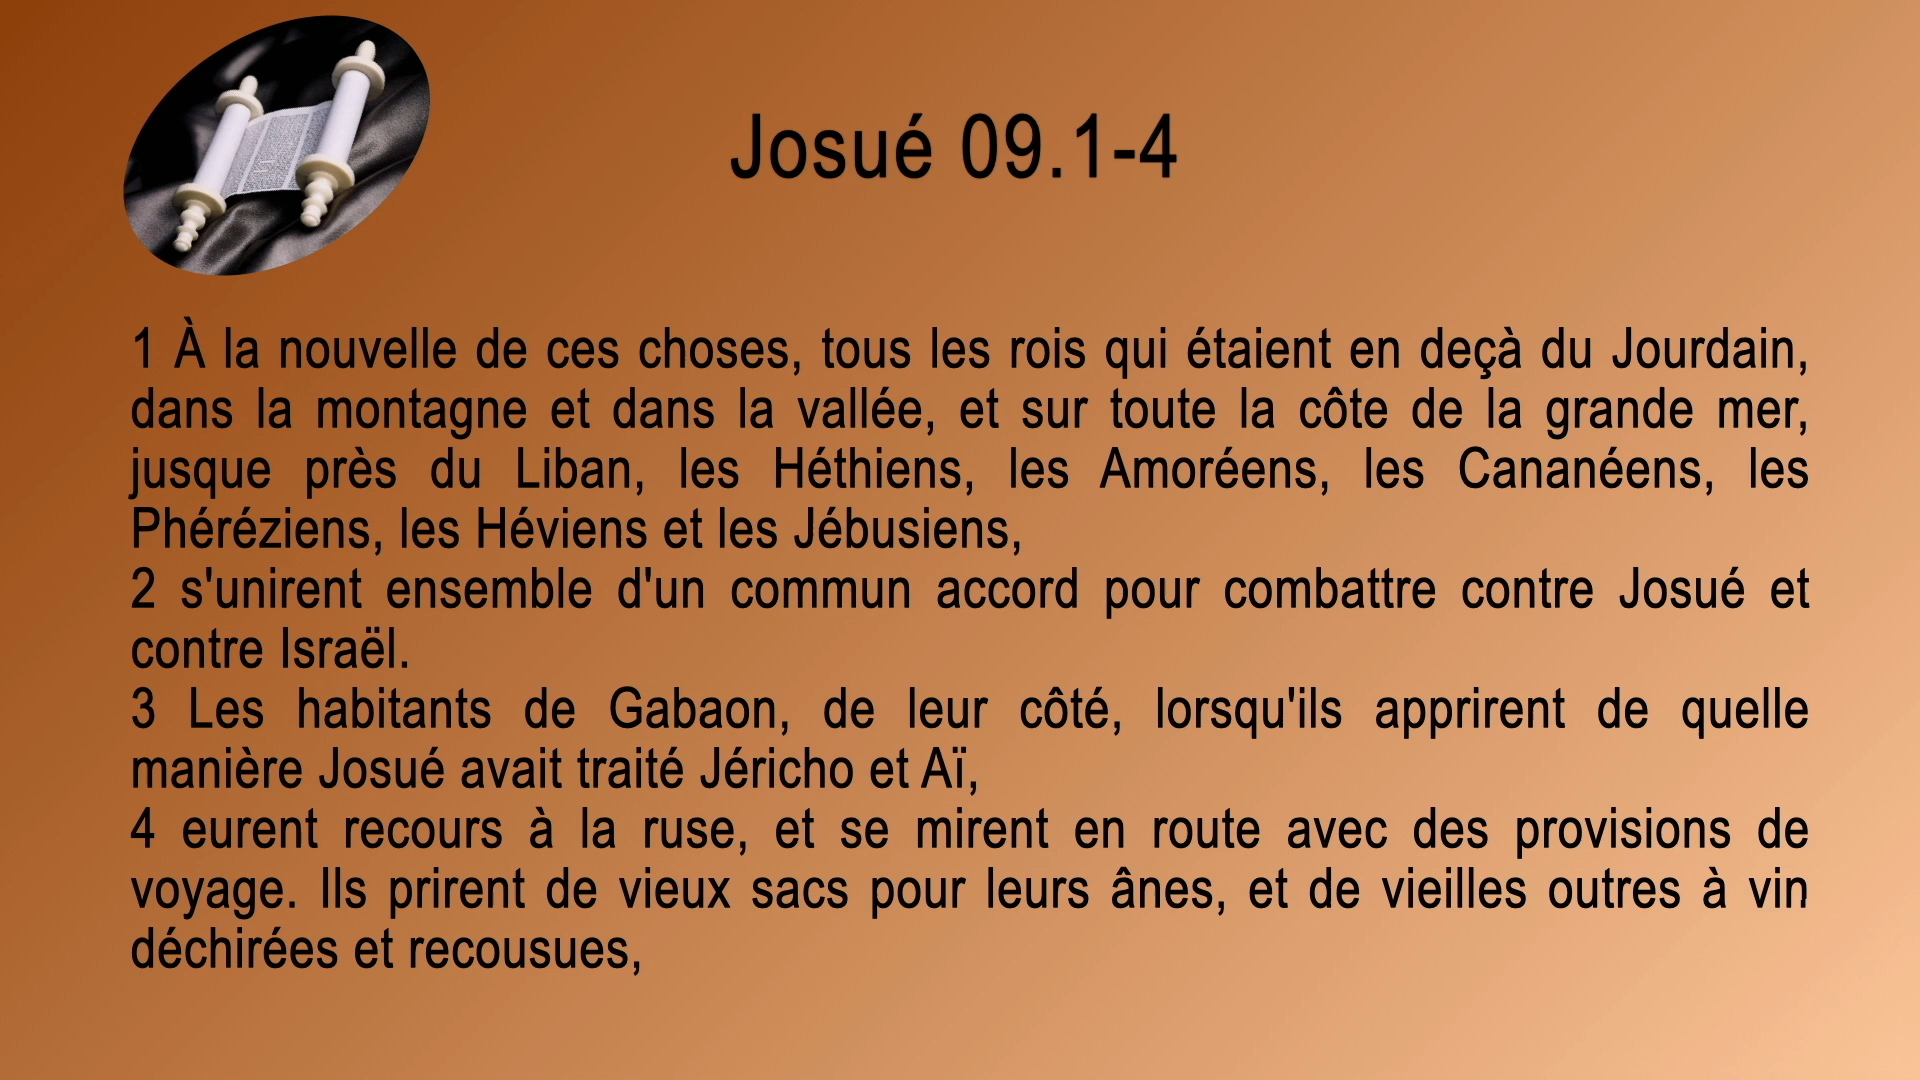 Josué 09.1-4
1 À la nouvelle de ces choses, tous les rois qui étaient en deçà du Jourdain,
dans la montagne et dans la vallée, et sur toute la côte de la grande mer,
jusque près du Liban, les Héthiens, les Amoréens, les Cananéens, les
Phéréziens, les Héviens et les Jébusiens,
2 s'unirent ensemble d'un commun accord pour combattre contre Josué et
contre Israël.
3 Les habitants de Gabaon, de leur côté, lorsqu'ils apprirent de quelle
manière Josué avait traité Jéricho et Aï,
4 eurent recours à la ruse, et se mirent en route avec des provisions de
voyage. Ils prirent de vieux sacs pour leurs ânes, et de vieilles outres à vin
déchirées et recousues,